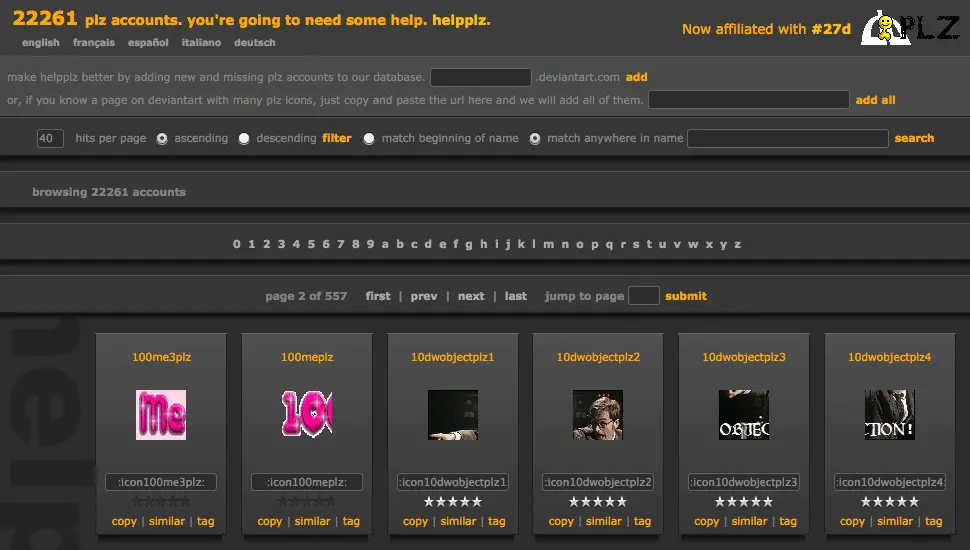 22261 plz accounts. you're going to need some help. helpplz.
Now affiliated with #27d
PLZ
english français español italiano deutsch
make helpplz better by adding new and missing plz accounts to our database. .deviantart.com add
or, if you know a page on deviantart with many plz icons, just copy and paste the url here and we will add all of them. add all
40 hits per page ascending descending filter match beginning of name match anywhere in name search
browsing 22261 accounts
0 1 2 3 4 5 6 7 8 9 a b c d e f g h i j k l m n o p q r s t u v w x y z
page 2 of 557 first | prev | next | last jump to page submit
100me3plz 100meplz 10dwobjectplz1 10dwobjectplz2 10dwobjectplz3 10dwobjectplz4
Me 100 OBJEC TION!
:icon100me3plz: :icon100meplz: :icon10dwobjectplz1: :icon10dwobjectplz2 :icon10dwobjectplz3 :icon10dwobjectplz4:
copy | similar | tag copy | similar | tag copy | similar | tag copy | similar | tag copy | similar | tag copy | similar | tag
help